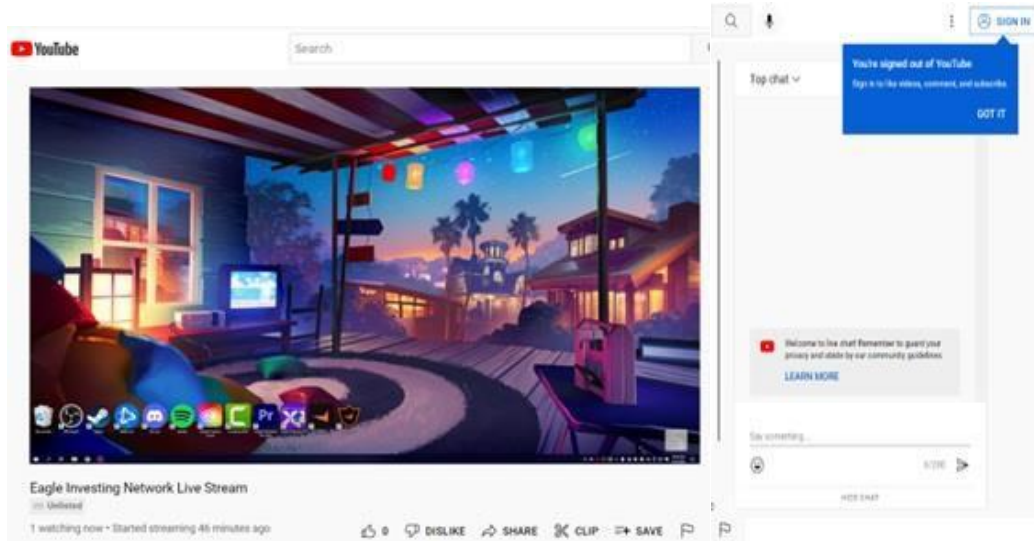 YouTube
Search
SIGN IN
You're signed out of YouTube
Sign in to like videos, comment, and subscribe.
GOT IT
Top chat
Welcome to live chat! Remember to guard your
privacy and abide by our community guidelines.
LEARN MORE
Say something...
0/200
HIDE CHAT
Pr
Eagle Investing Network Live Stream
Unlisted
1 watching now • Started streaming 46 minutes ago
0 DISLIKE SHARE CLIP SAVE